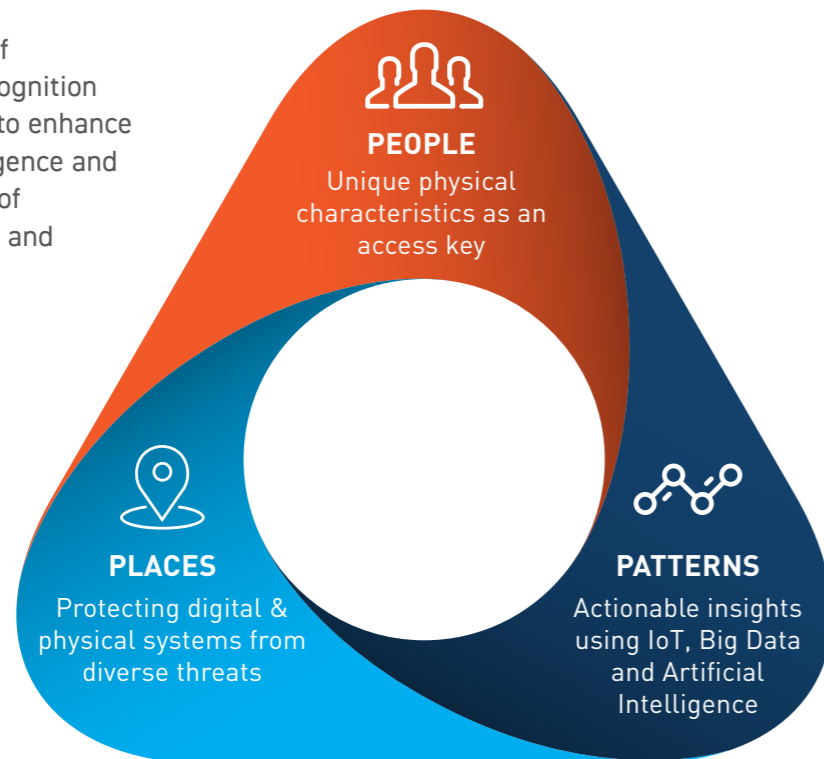 f
ognition
to enhance
gence and
of
and
PEOPLE
Unique physical
characteristics as an
access key
PLACES
Protecting digital &
physical systems from
diverse threats
PATTERNS
Actionable insights
using IoT, Big Data
and Artificial
Intelligence